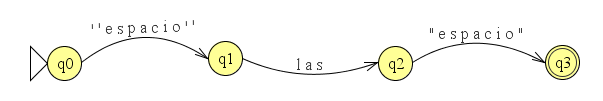 ''espacio''
"espacio"
q0
q1
las
q2
q3